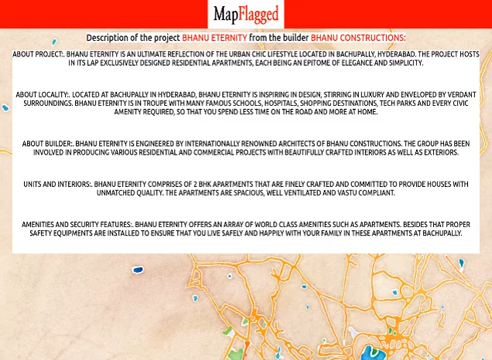 MapFlagged
Description of the project BHANU ETERNITY from the builder BHANU CONSTRUCTIONS:
ABOUT PROJECT:. BHANU ETERNITY IS AN ULTIMATE REFLECTION OF THE URBAN CHIC LIFESTYLE LOCATED IN BACHUPALLY, HYDERABAD. THE PROJECT HOSTS
IN ITS LAP EXCLUSIVELY DESIGNED RESIDENTIAL APARTMENTS, EACH BEING AN EPITOME OF ELEGANCE AND SIMPLICITY.
ABOUT LOCALITY:. LOCATED AT BACHUPALLY IN HYDERABAD, BHANU ETERNITY IS INSPIRING IN DESIGN, STIRRING IN LUXURY AND ENVELOPED BY VERDANT
SURROUNDINGS. BHANU ETERNITY IS IN TROUPE WITH MANY FAMOUS SCHOOLS, HOSPITALS, SHOPPING DESTINATIONS, TECH PARKS AND EVERY CIVIC
AMENITY REQUIRED, SO THAT YOU SPEND LESS TIME ON THE ROAD AND MORE AT HOME.
ABOUT BUILDER:. BHANU ETERNITY IS ENGINEERED BY INTERNATIONALLY RENOWNED ARCHITECTS OF BHANU CONSTRUCTIONS. THE GROUP HAS BEEN
INVOLVED IN PRODUCING VARIOUS RESIDENTIAL AND COMMERCIAL PROJECTS WITH BEAUTIFULLY CRAFTED INTERIORS AS WELL AS EXTERIORS.
UNITS AND INTERIORS:. BHANU ETERNITY COMPRISES OF 2 BHK APARTMENTS THAT ARE FINELY CRAFTED AND COMMITTED TO PROVIDE HOUSES WITH
UNMATCHED QUALITY. THE APARTMENTS ARE SPACIOUS, WELL VENTILATED AND VASTU COMPLIANT.
AMENITIES AND SECURITY FEATURES:. BHANU ETERNITY OFFERS AN ARRAY OF WORLD CLASS AMENITIES SUCH AS APARTMENTS. BESIDES THAT PROPER
SAFETY EQUIPMENTS ARE INSTALLED TO ENSURE THAT YOU LIVE SAFELY AND HAPPILY WITH YOUR FAMILY IN THESE APARTMENTS AT BACHUPALLY.